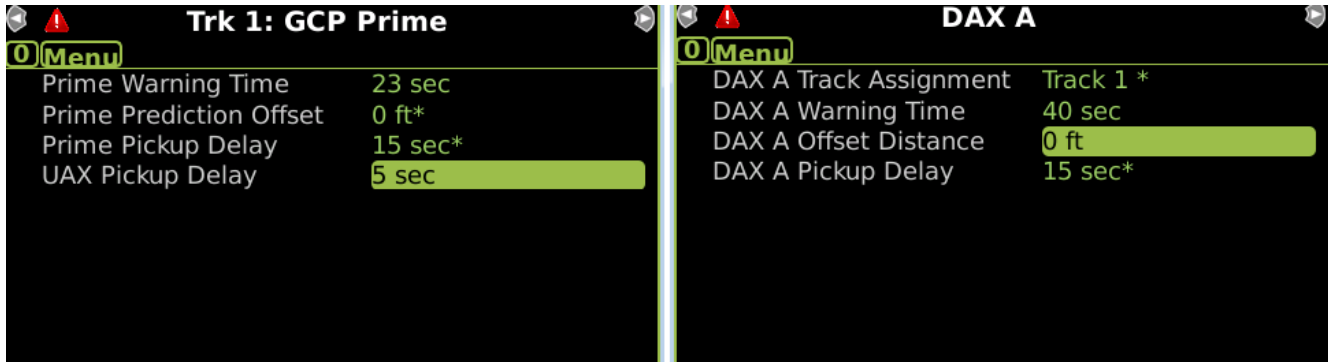 Trk 1: GCP Prime
0 Menu
Prime Warning Time 23 sec
Prime Prediction Offset 0 ft*
Prime Pickup Delay 15 sec*
UAX Pickup Delay 5 sec
DAX A
0 Menu
DAX A Track Assignment Track 1 *
DAX A Warning Time 40 sec
DAX A Offset Distance 0 ft
DAX A Pickup Delay 15 sec*